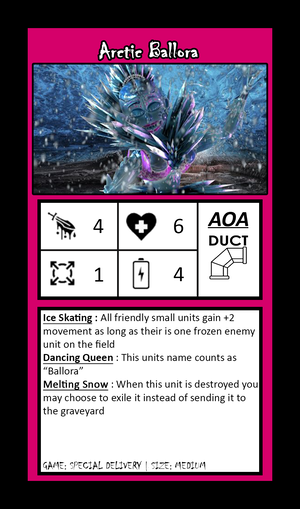 Arctic Ballora
4
6
AOA
DUCT
1
4
Ice Skating : All friendly small units gain +2
movement as long as their is one frozen enemy
unit on the field
Dancing Queen : This units name counts as
“Ballora”
Melting Snow : When this unit is destroyed you
may choose to exile it instead of sending it to
the graveyard
GAME: SPECIAL DELIVERY | SIZE: MEDIUM